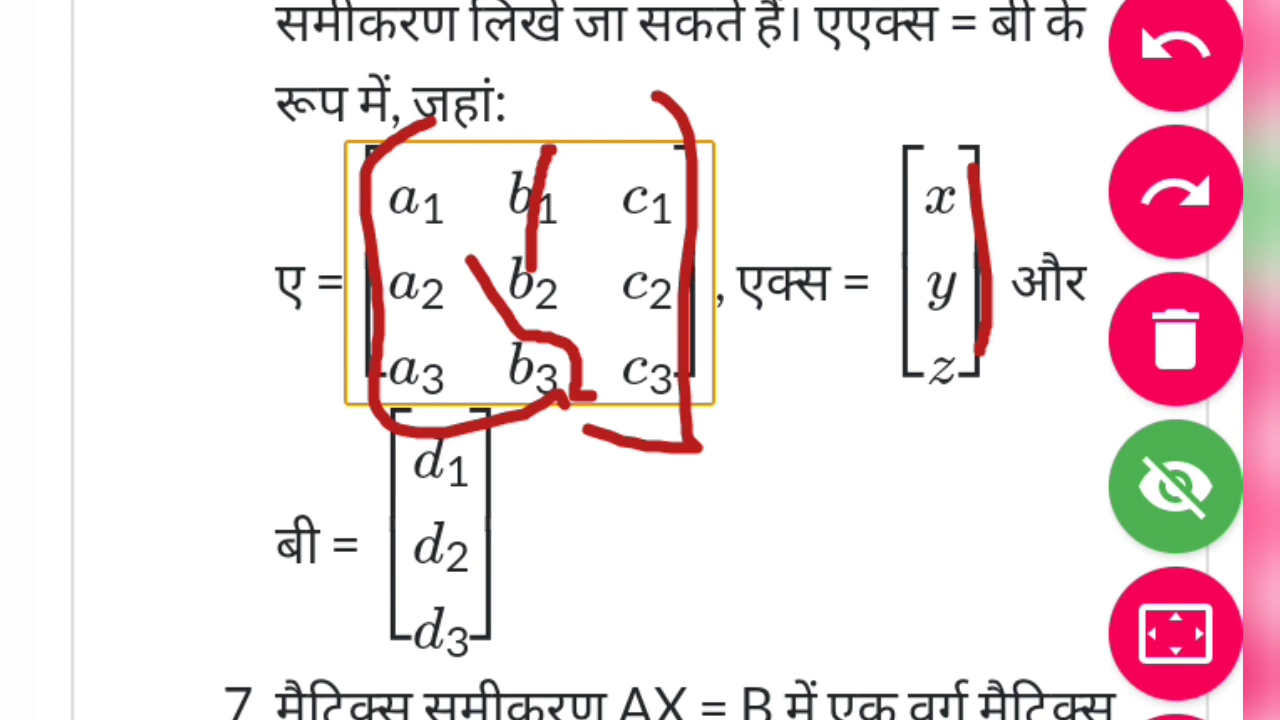 समीकरण लिखे जा सकते हैं। एएक्स = बी के
रूप में, जहां:
ए = [a1 b1 c1
a2 b2 c2
a3 b3 c3], एक्स = [x
y
z] और
बी = [d1
d2
d3]
7. मैट्रिक्स समीकरण AX = B में एक वर्ग मैट्रिक्स